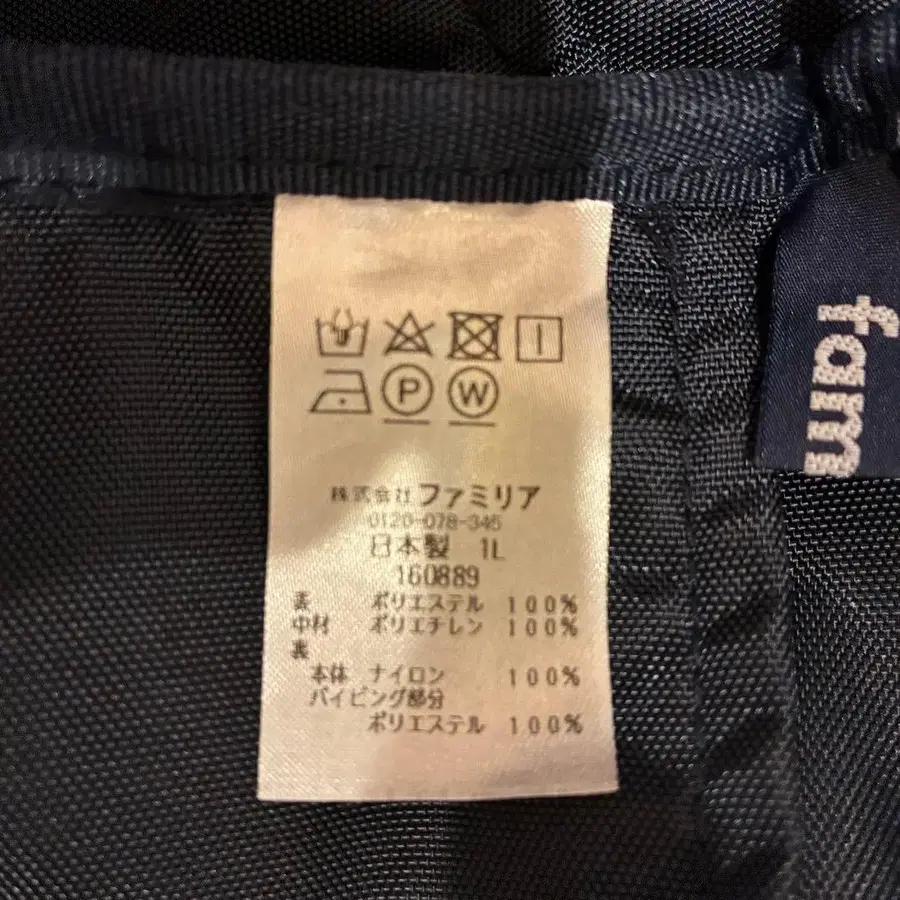 P W
株式会社 ファミリア
0120-078-345
日本製 1L
160889
表 ポリエステル 100%
中材 ポリエチレン 100%
裏
本体 ナイロン 100%
パイピング部分
ポリエステル 100%
fam